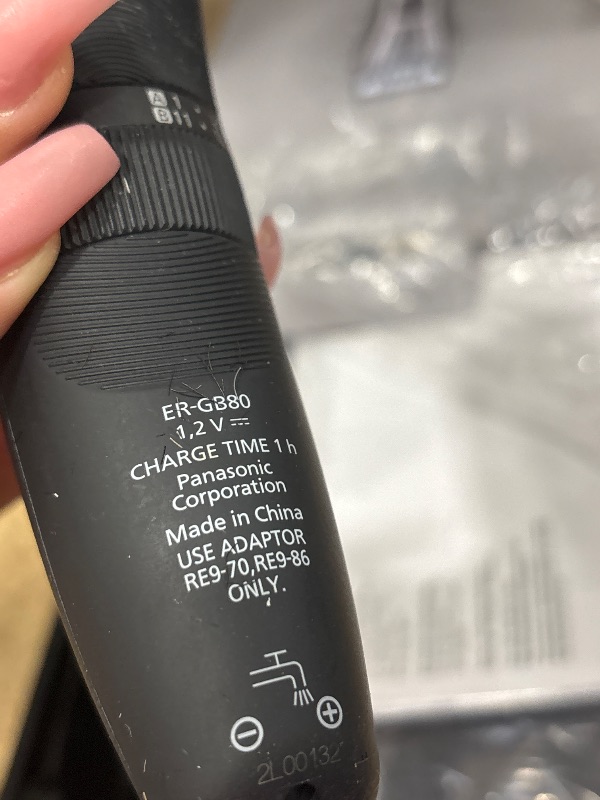 A 1
B 11
ER-GB80
1,2 V ⎓
CHARGE TIME 1 h
Panasonic
Corporation
Made in China
USE ADAPTOR
RE9-70,RE9-86
ONLY.
2L00132